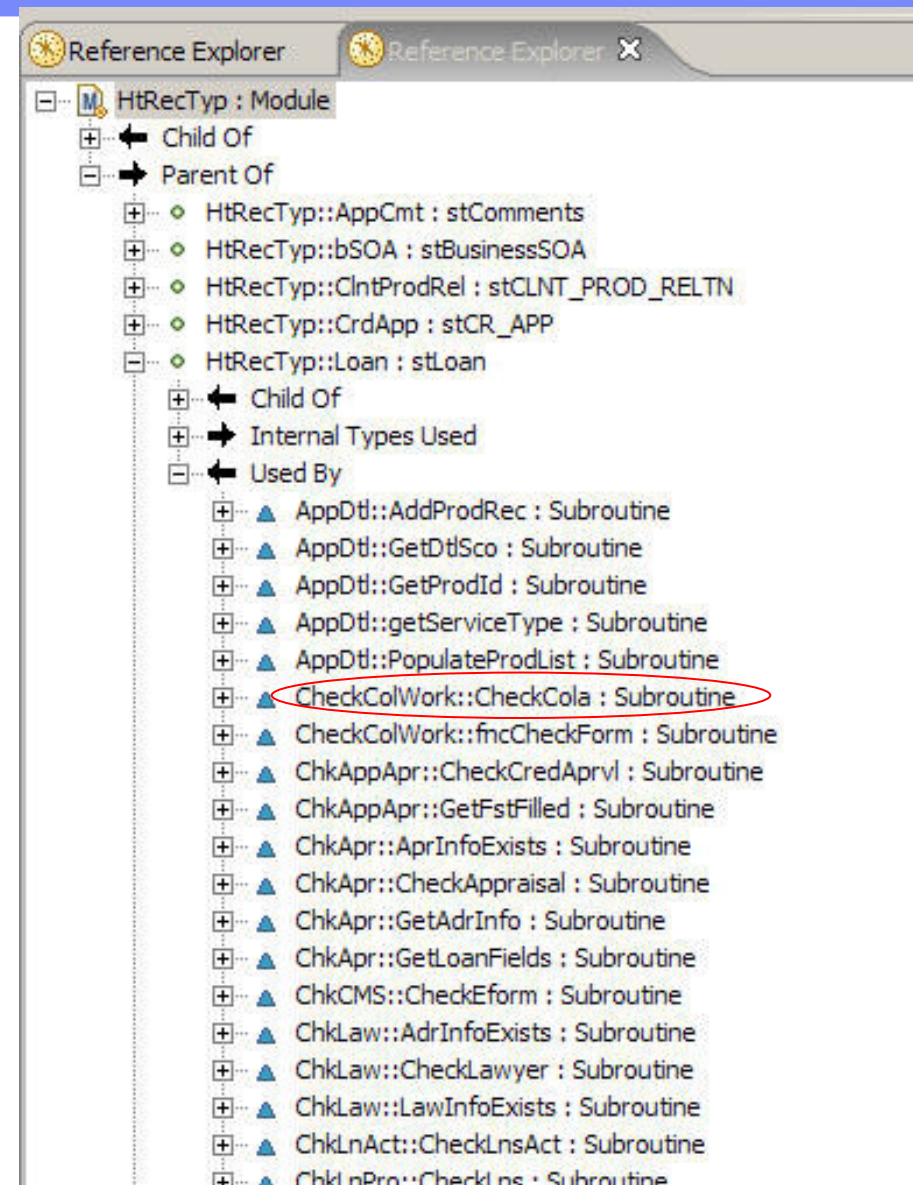 Reference Explorer Reference Explorer
HtRecTyp : Module
Child Of
Parent Of
HtRecTyp::AppCmt : stComments
HtRecTyp::bSOA : stBusinessSOA
HtRecTyp::ClntProdRel : stCLNT_PROD_RELTN
HtRecTyp::CrdApp : stCR_APP
HtRecTyp::Loan : stLoan
Child Of
Internal Types Used
Used By
AppDtl::AddProdRec : Subroutine
AppDtl::GetDtlSco : Subroutine
AppDtl::GetProdId : Subroutine
AppDtl::getServiceType : Subroutine
AppDtl::PopulateProdList : Subroutine
CheckColWork::CheckCola : Subroutine
CheckColWork::fncCheckForm : Subroutine
ChkAppApr::CheckCredAprvl : Subroutine
ChkAppApr::GetFstFilled : Subroutine
ChkApr::AprInfoExists : Subroutine
ChkApr::CheckAppraisal : Subroutine
ChkApr::GetAdrInfo : Subroutine
ChkApr::GetLoanFields : Subroutine
ChkCMS::CheckEform : Subroutine
ChkLaw::AdrInfoExists : Subroutine
ChkLaw::CheckLawyer : Subroutine
ChkLaw::LawInfoExists : Subroutine
ChkLnAct::CheckLnsAct : Subroutine
ChkLnPro::CheckLns : Subroutine